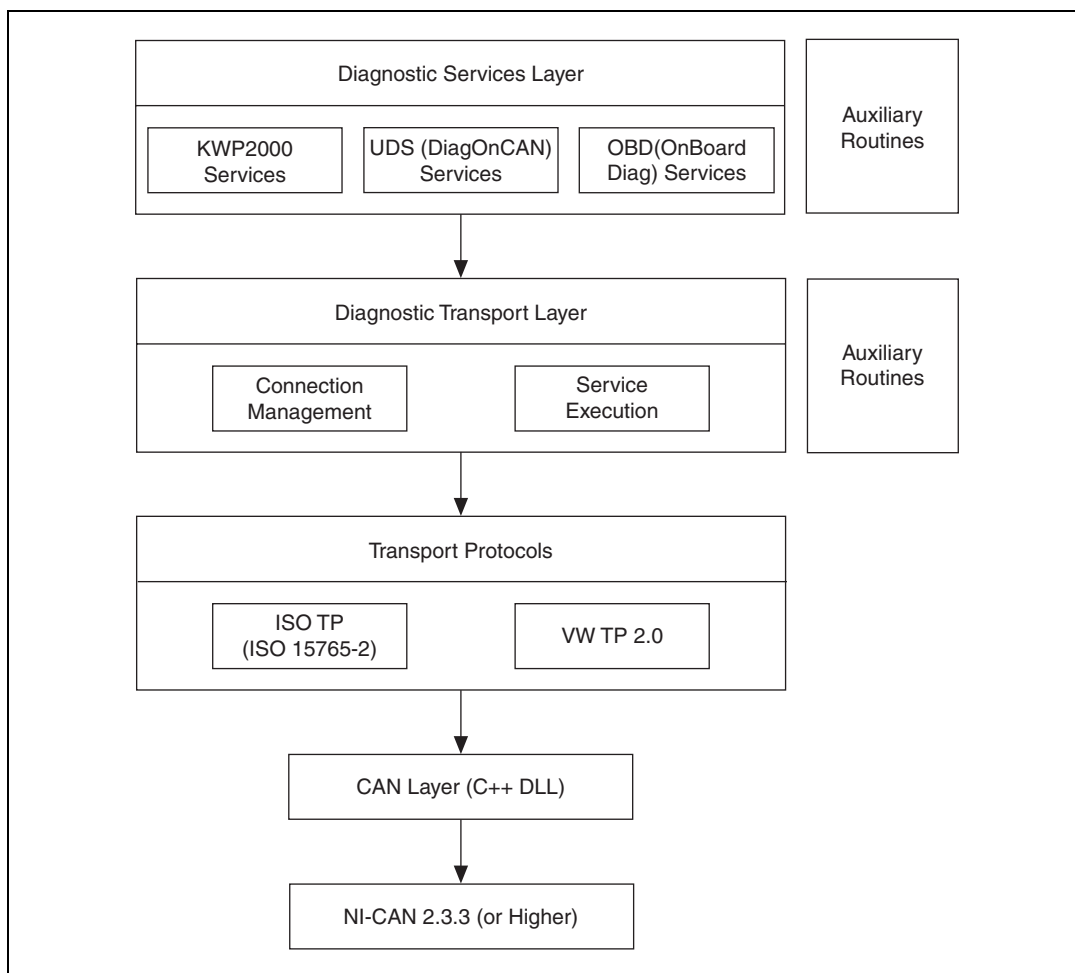 Diagnostic Services Layer
KWP2000
Services
UDS (DiagOnCAN)
Services
OBD(OnBoard
Diag) Services
Auxiliary
Routines
Diagnostic Transport Layer
Connection
Management
Service
Execution
Auxiliary
Routines
Transport Protocols
ISO TP
(ISO 15765-2)
VW TP 2.0
CAN Layer (C++ DLL)
NI-CAN 2.3.3 (or Higher)